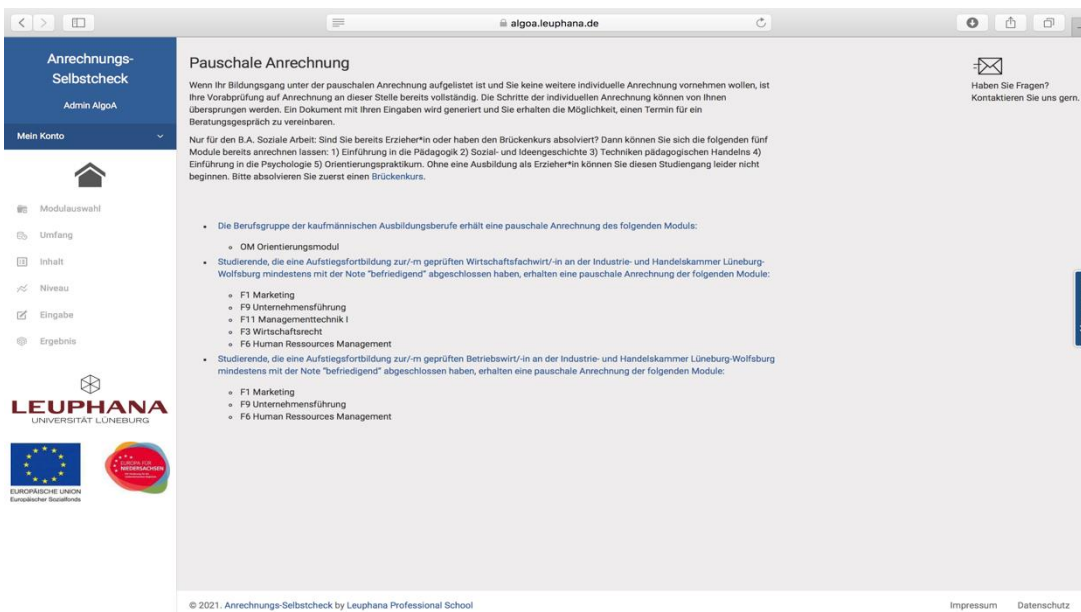 algoa.leuphana.de
Anrechnungs-
Selbstcheck
Admin AlgoA
Mein Konto
Modulauswahl
Umfang
Inhalt
Niveau
Eingabe
Ergebnis
LEUPHANA
UNIVERSITÄT LÜNEBURG
EUROPÄISCHE UNION
Europäischer Sozialfonds
EUROPA FÜR
NIEDERSACHSEN
Pauschale Anrechnung
Wenn Ihr Bildungsgang unter der pauschalen Anrechnung aufgelistet ist und Sie keine weitere individuelle Anrechnung vornehmen wollen, ist
Ihre Vorabprüfung auf Anrechnung an dieser Stelle bereits vollständig. Die Schritte der individuellen Anrechnung können von Ihnen
übersprungen werden. Ein Dokument mit Ihren Eingaben wird generiert und Sie erhalten die Möglichkeit, einen Termin für ein
Beratungsgespräch zu vereinbaren.
Nur für den B.A. Soziale Arbeit: Sind Sie bereits Erzieher*in oder haben den Brückenkurs absolviert? Dann können Sie sich die folgenden fünf
Module bereits anrechnen lassen: 1) Einführung in die Pädagogik 2) Sozial- und Ideengeschichte 3) Techniken pädagogischen Handelns 4)
Einführung in die Psychologie 5) Orientierungspraktikum. Ohne eine Ausbildung als Erzieher*in können Sie diesen Studiengang leider nicht
beginnen. Bitte absolvieren Sie zuerst einen Brückenkurs.
Die Berufsgruppe der kaufmännischen Ausbildungsberufe erhält eine pauschale Anrechnung des folgenden Moduls:
OM Orientierungsmodul
Studierende, die eine Aufstiegsfortbildung zur/-m geprüften Wirtschaftsfachwirt/-in an der Industrie- und Handelskammer Lüneburg-
Wolfsburg mindestens mit der Note "befriedigend" abgeschlossen haben, erhalten eine pauschale Anrechnung der folgenden Module:
F1 Marketing
F9 Unternehmensführung
F11 Managementtechnik I
F3 Wirtschaftsrecht
F6 Human Ressources Management
Studierende, die eine Aufstiegsfortbildung zur/-m geprüften Betriebswirt/-in an der Industrie- und Handelskammer Lüneburg-Wolfsburg
mindestens mit der Note "befriedigend" abgeschlossen haben, erhalten eine pauschale Anrechnung der folgenden Module:
F1 Marketing
F9 Unternehmensführung
F6 Human Ressources Management
Haben Sie Fragen?
Kontaktieren Sie uns gern.
© 2021. Anrechnungs-Selbstcheck by Leuphana Professional School
Impressum Datenschutz